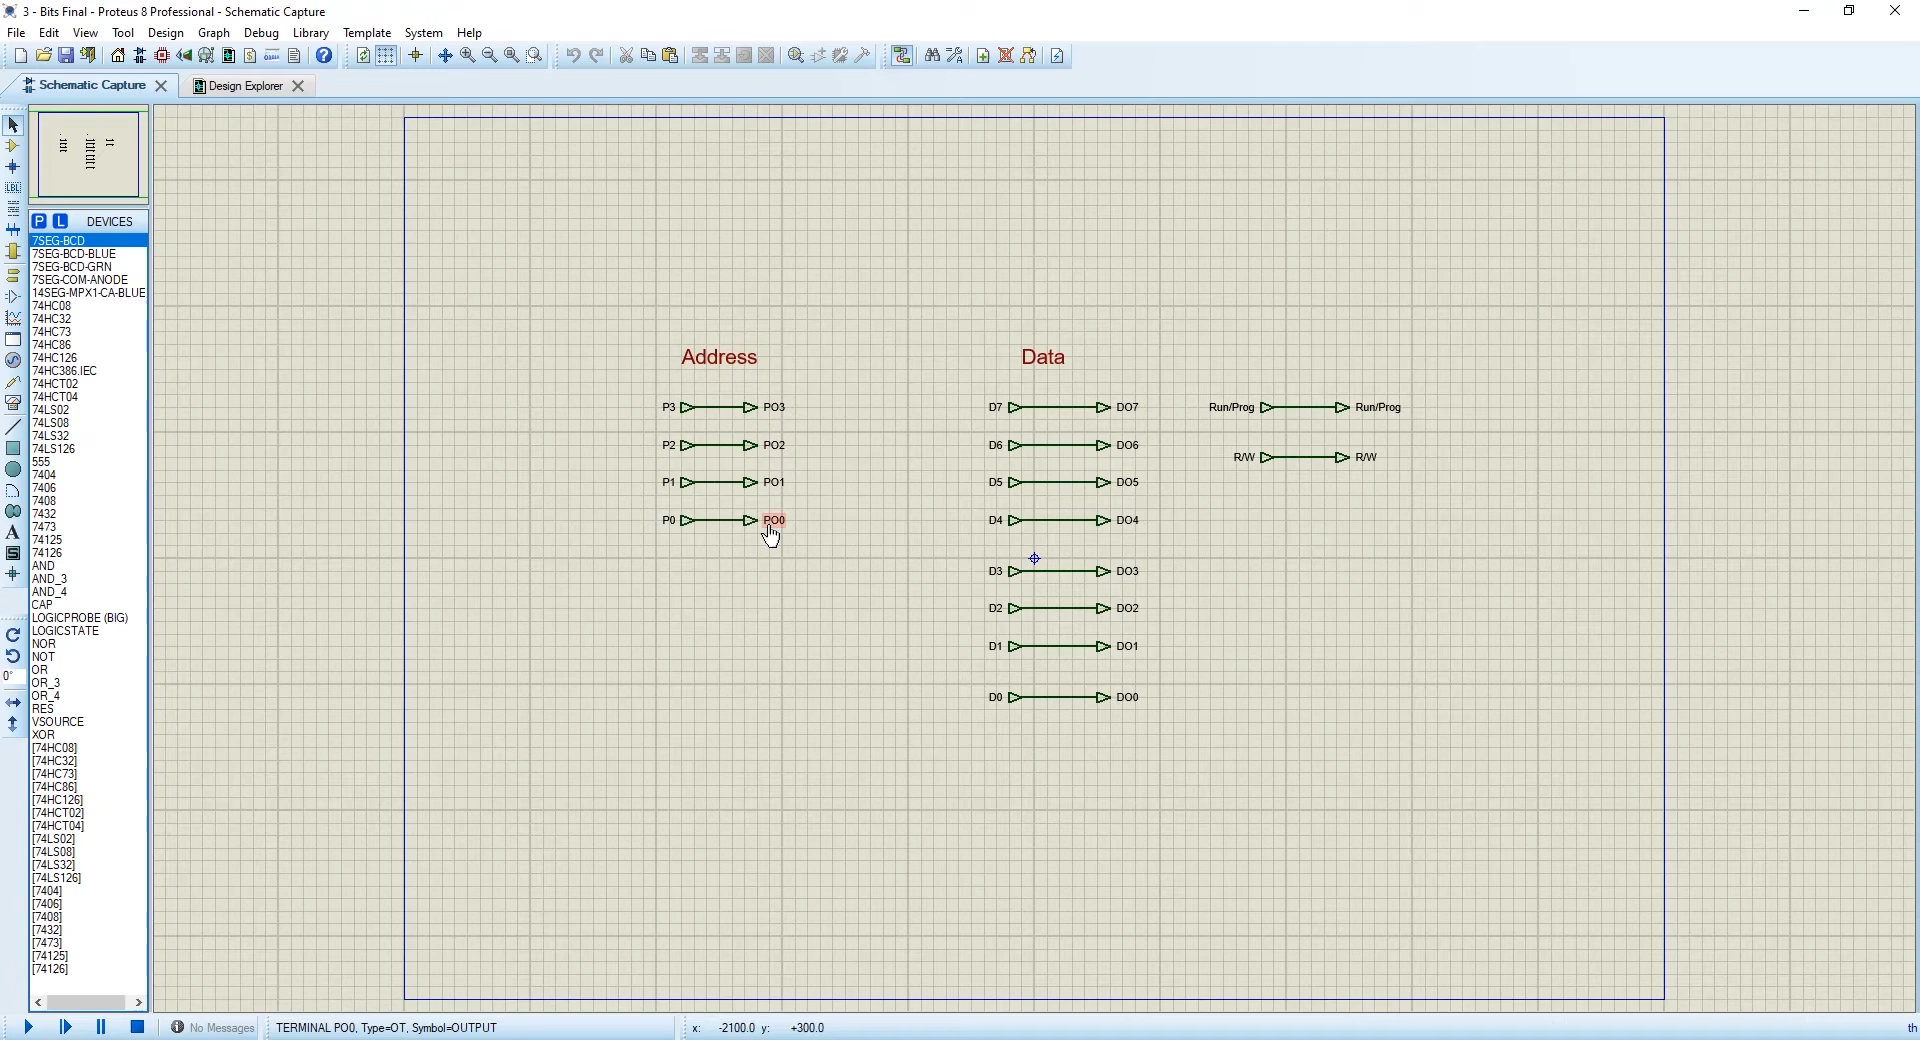 3 - Bits Final - Proteus 8 Professional - Schematic Capture
File Edit View Tool Design Graph Debug Library Template System Help
Schematic Capture
Design Explorer
LBL
P L DEVICES
7SEG-BCD
7SEG-BCD-BLUE
7SEG-BCD-GRN
7SEG-COM-ANODE
14SEG-MPX1-CA-BLUE
74HC08
74HC32
74HC73
74HC86
74HC126
74HC386.IEC
74HCT02
74HCT04
74LS02
74LS08
74LS32
74LS126
555
7404
7406
7408
7432
7473
74125
74126
AND
AND_3
AND_4
CAP
LOGICPROBE (BIG)
LOGICSTATE
NOR
NOT
OR
OR_3
OR_4
RES
VSOURCE
XOR
[74HC08]
[74HC32]
[74HC73]
[74HC86]
[74HC126]
[74HCT02]
[74HCT04]
[74LS02]
[74LS08]
[74LS32]
[74LS126]
[7404]
[7406]
[7408]
[7432]
[7473]
[74125]
[74126]
A
S
0°
Address
P3 PO3
P2 PO2
P1 PO1
P0 PO0
Data
D7 DO7
D6 DO6
D5 DO5
D4 DO4
D3 DO3
D2 DO2
D1 DO1
D0 DO0
Run/Prog Run/Prog
R/W R/W
No Messages
TERMINAL PO0, Type=OT, Symbol=OUTPUT
x: -2100.0 y: +300.0
th